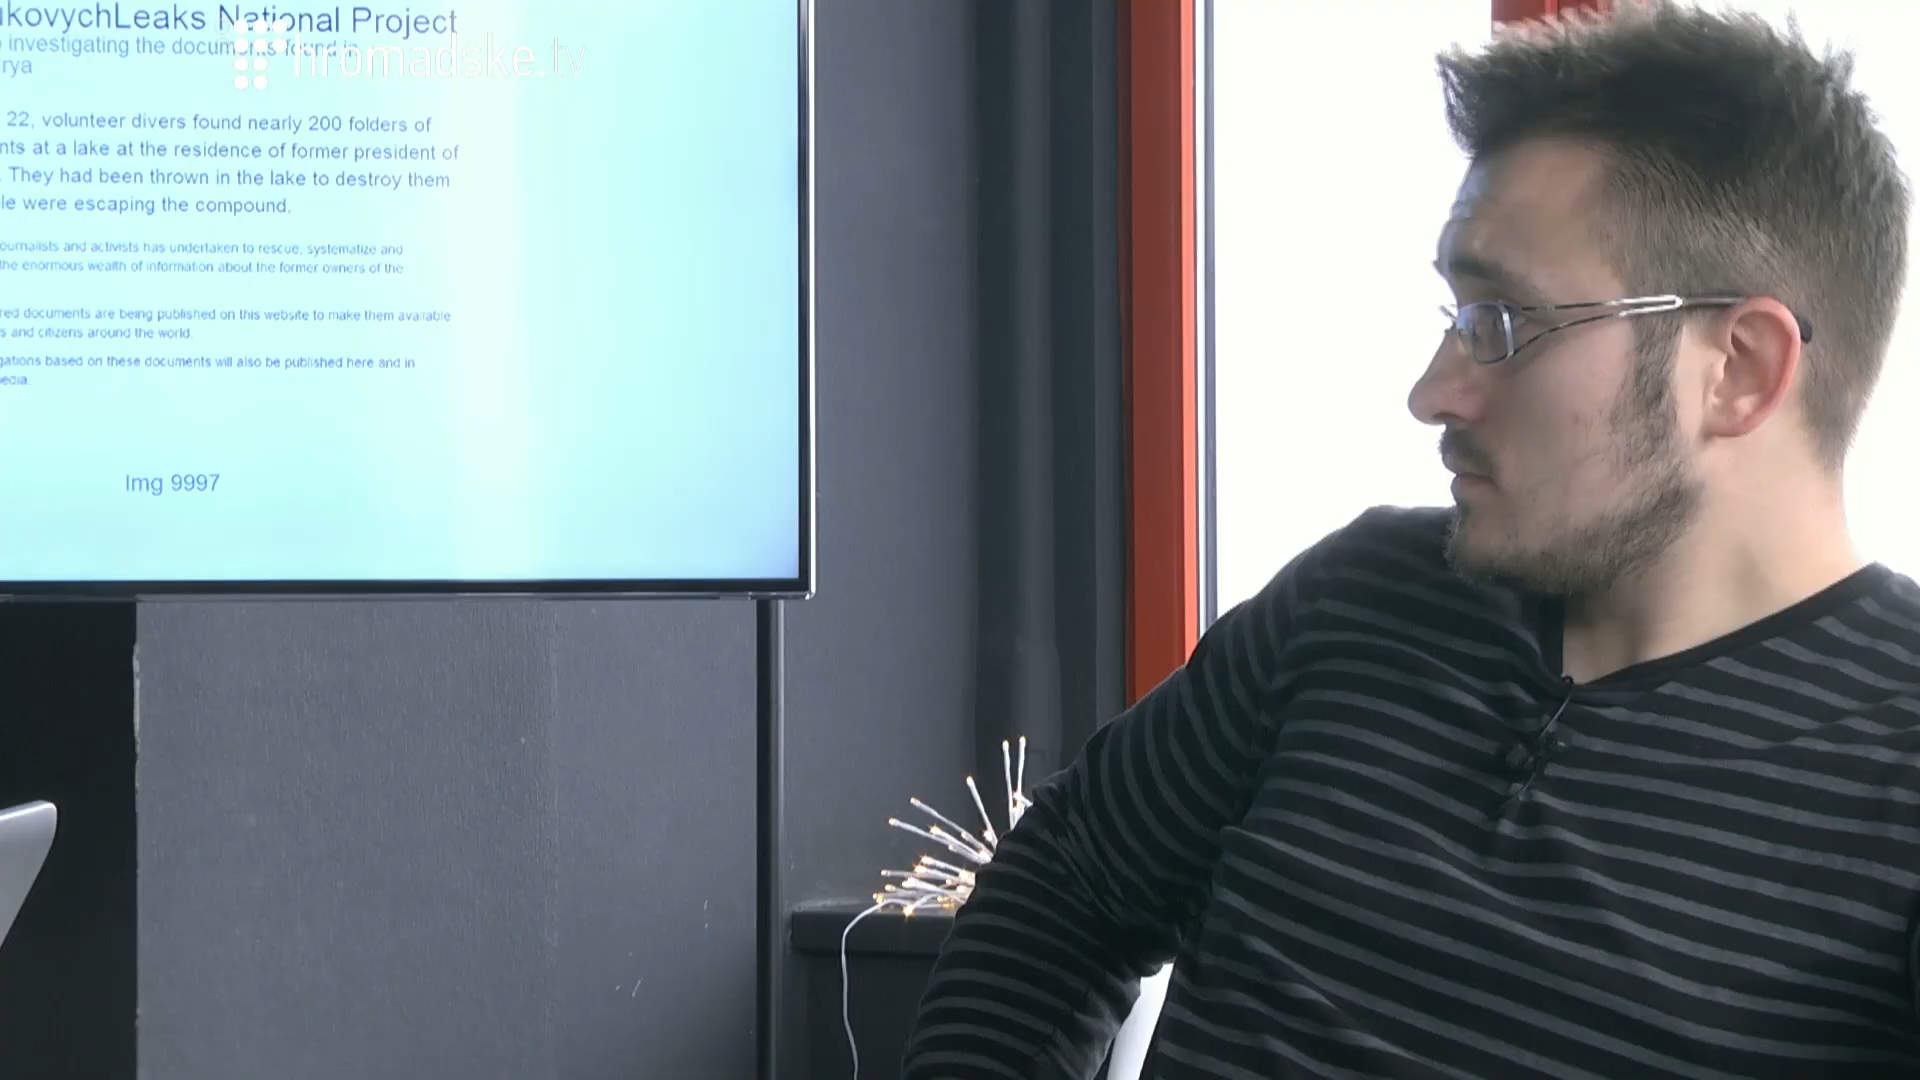 ukovychLeaks National Project
investigating the documents found in
rya
hromadske.tv
22, volunteer divers found nearly 200 folders of
nts at a lake at the residence of former president of
. They had been thrown in the lake to destroy them
le were escaping the compound.
ournalists and activists has undertaken to rescue, systematize and
the enormous wealth of information about the former owners of the
red documents are being published on this website to make them available
s and citizens around the world.
gations based on these documents will also be published here and in
edia.
Img 9997